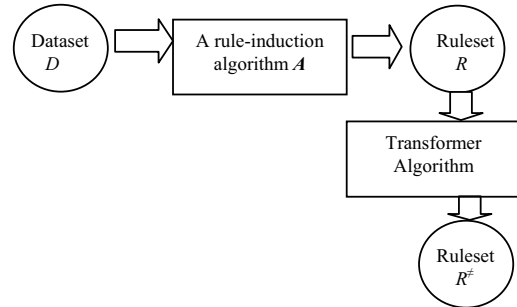 Dataset
D
A rule-induction
algorithm A
Ruleset
R
Transformer
Algorithm
Ruleset
R≠